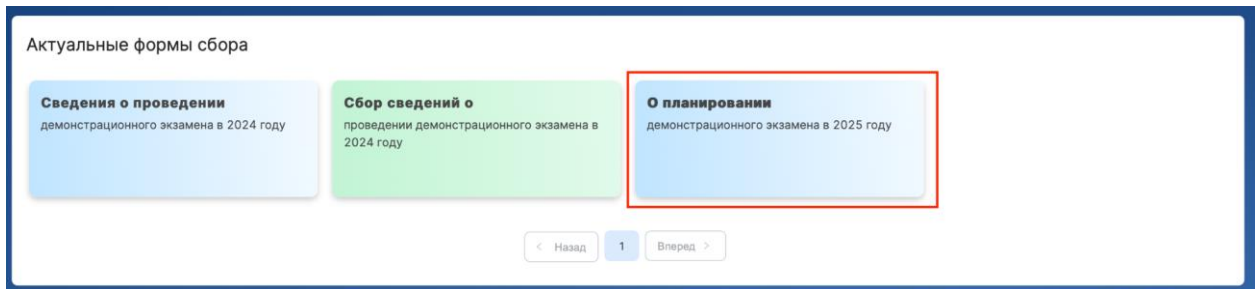 Актуальные формы сбора
Сведения о проведении
демонстрационного экзамена в 2024 году
Сбор сведений о
проведении демонстрационного экзамена в
2024 году
О планировании
демонстрационного экзамена в 2025 году
< Назад 1 Вперед >